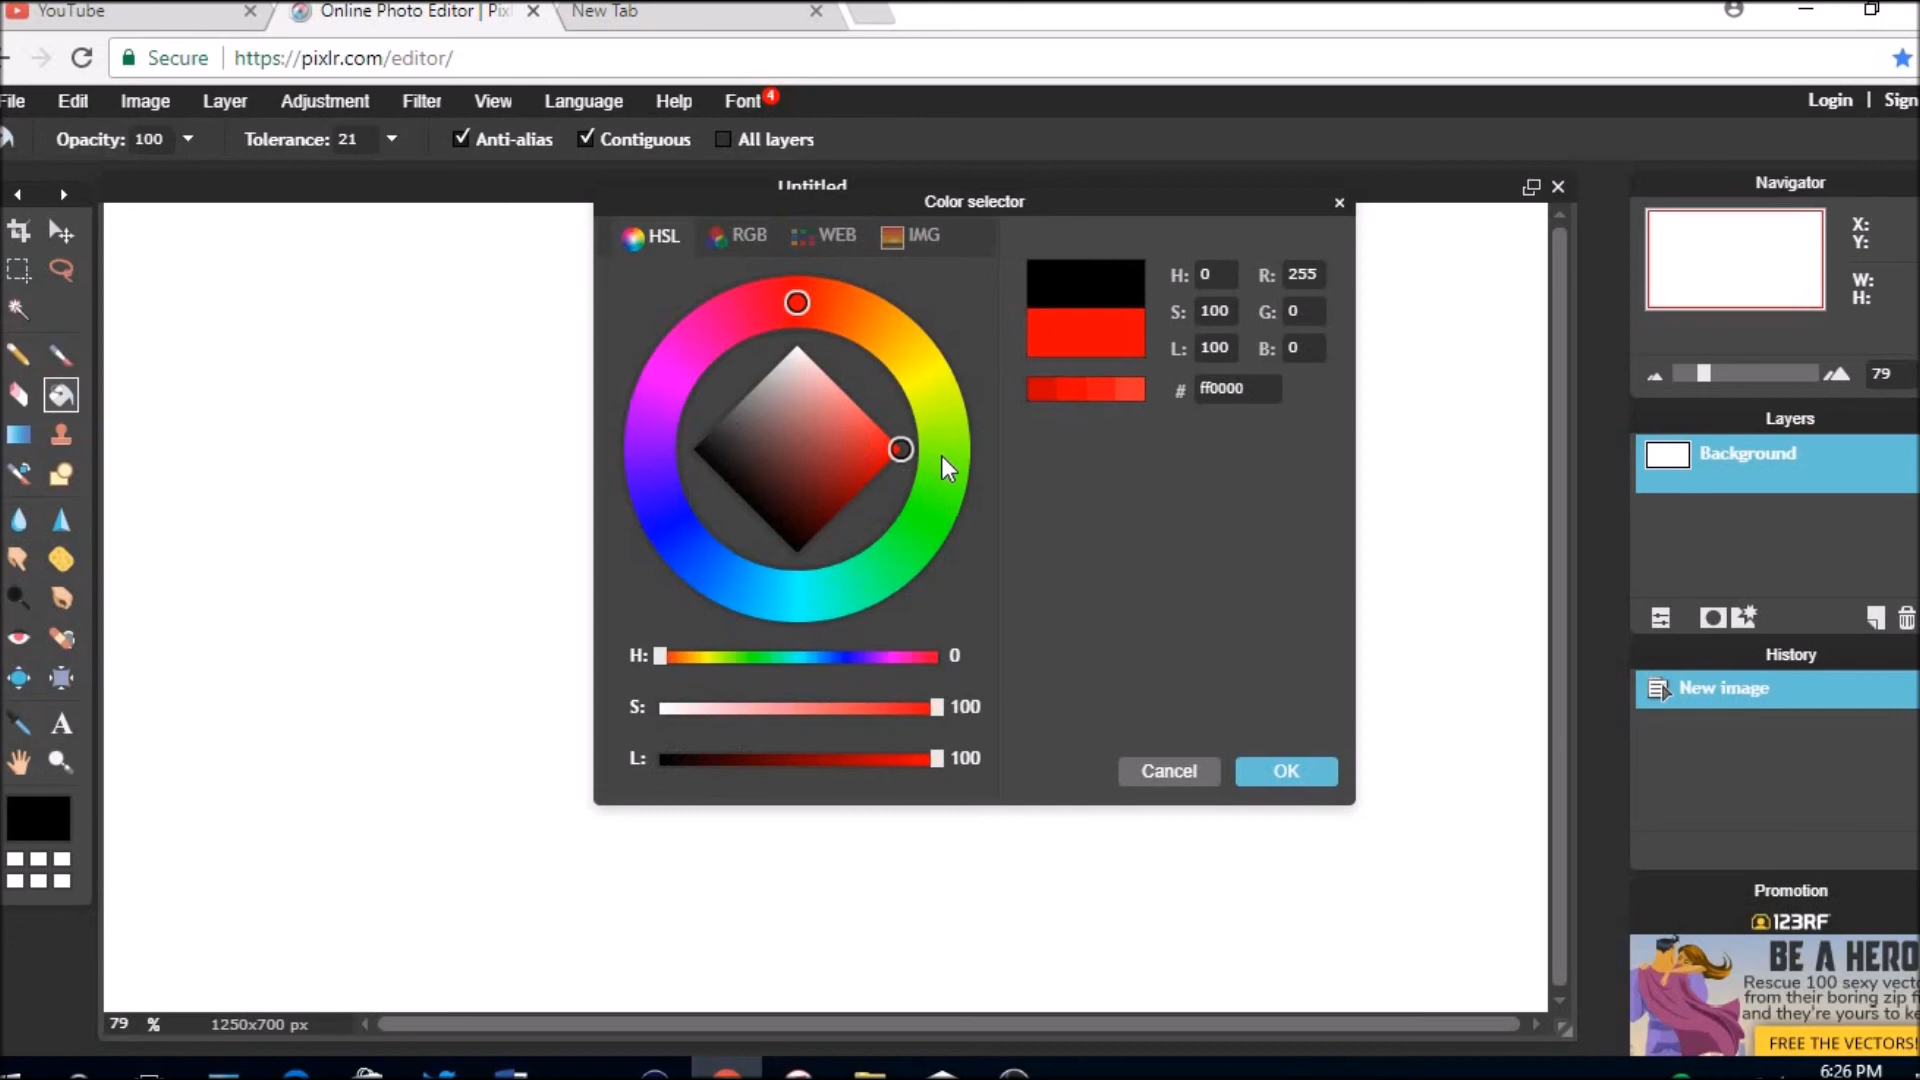 YouTube
Online Photo Editor | Pix
New Tab
Secure
https://pixlr.com/editor/
File
Edit
Image
Layer
Adjustment
Filter
View
Language
Help
Font
4
Login | Sign
Opacity: 100
Tolerance: 21
Anti-alias
Contiguous
All layers
Untitled
Color selector
HSL
RGB
WEB
IMG
H: 0
R: 255
S: 100
G: 0
L: 100
B: 0
# ff0000
H: 0
S: 100
L: 100
Cancel
OK
Navigator
X:
Y:
W:
H:
79
Layers
Background
History
New image
Promotion
123RF
BE A HERO
Rescue 100 sexy vecto
from their boring zip fi
and they're yours to ke
FREE THE VECTORS!
A
79 %
1250x700 px
6:26 PM